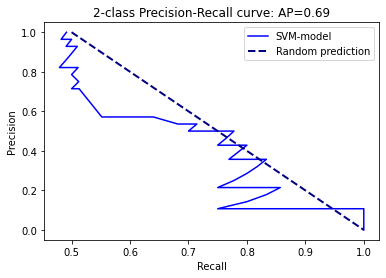 2-class Precision-Recall curve: AP=0.69
SVM-model
Random prediction
Precision
1.0
0.8
0.6
0.4
0.2
0.0
0.5
0.6
0.7
0.8
0.9
1.0
Recall